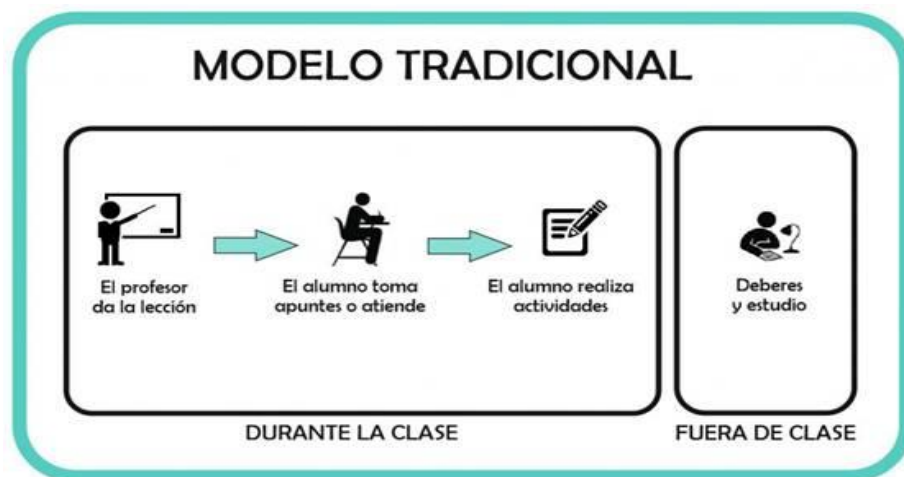 MODELO TRADICIONAL
El profesor
da la lección
El alumno toma
apuntes o atiende
El alumno realiza
actividades
Deberes
y estudio
DURANTE LA CLASE
FUERA DE CLASE